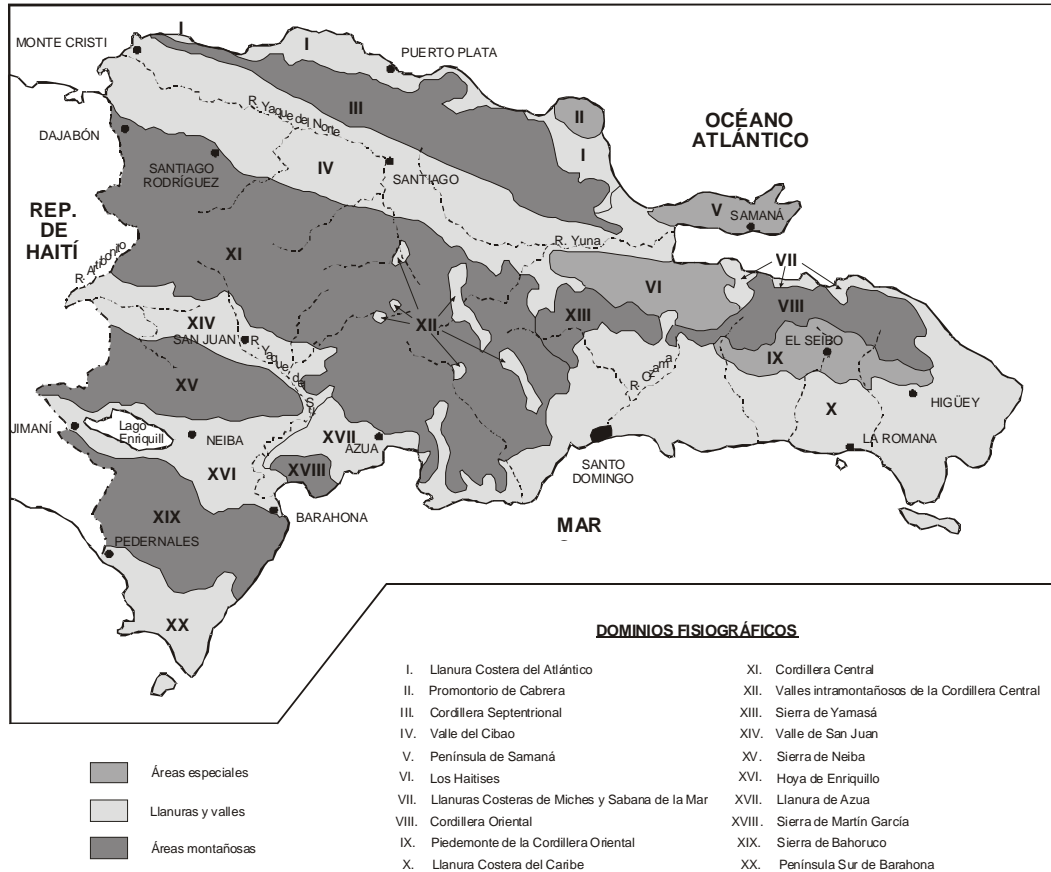 I
MONTE CRISTI
I
PUERTO PLATA
III
R. Yaque del Norte
II
OCÉANO
ATLÁNTICO
DAJABÓN
I
SANTIAGO
RODRÍGUEZ
IV
SANTIAGO
REP.
DE
HAITÍ
V
SAMANÁ
R. Yuna
R. Artibonito
XI
VII
VI
VIII
XII
XIII
XIV
SAN JUAN
R. Yaque del Sur
EL SEIBO
IX
R. Ozama
XV
X
HIGÜEY
JIMANÍ
Lago
Enriquill
NEIBA
XVII
AZUA
LA ROMANA
XVI
XVIII
SANTO
DOMINGO
BARAHONA
MAR
XIX
PEDERNALES
XX
DOMINIOS FISIOGRÁFICOS
I. Llanura Costera del Atlántico
II. Promontorio de Cabrera
III. Cordillera Septentrional
IV. Valle del Cibao
V. Península de Samaná
VI. Los Haitises
VII. Llanuras Costeras de Miches y Sabana de la Mar
VIII. Cordillera Oriental
IX. Piedemonte de la Cordillera Oriental
X. Llanura Costera del Caribe
XI. Cordillera Central
XII. Valles intramontañosos de la Cordillera Central
XIII. Sierra de Yamasá
XIV. Valle de San Juan
XV. Sierra de Neiba
XVI. Hoya de Enriquillo
XVII. Llanura de Azua
XVIII. Sierra de Martín García
XIX. Sierra de Bahoruco
XX. Península Sur de Barahona
Áreas especiales
Llanuras y valles
Áreas montañosas